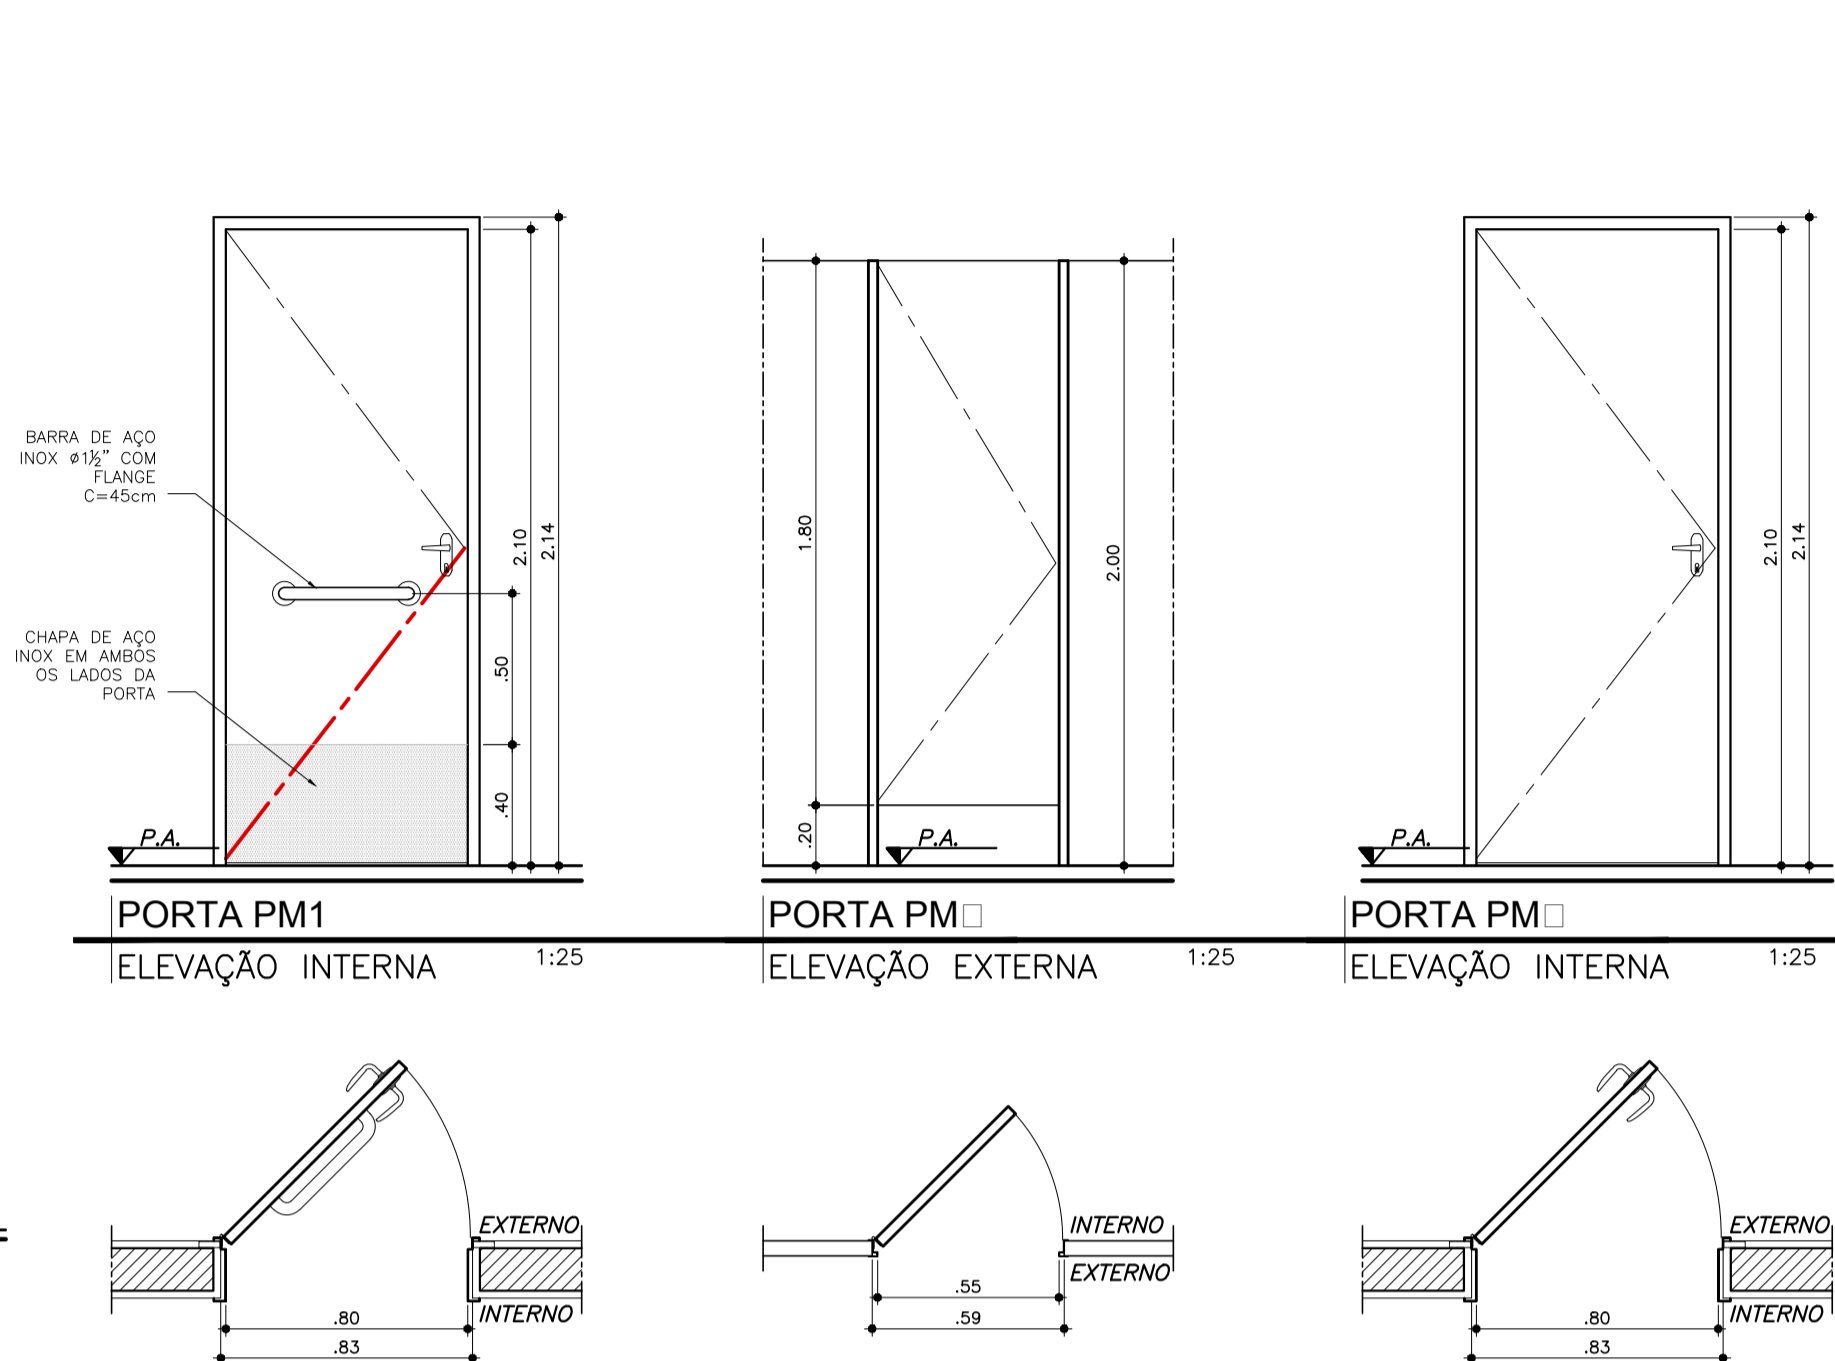 2.10
2.14
BARRA DE AÇO
INOX ø1½" COM
FLANGE
C=45cm
CHAPA DE AÇO
INOX EM AMBOS
OS LADOS DA
PORTA
.50
.40
P.A.
PORTA PM1
ELEVAÇÃO INTERNA
1:25
1.80
2.00
.20
P.A.
PORTA PM□
ELEVAÇÃO EXTERNA
1:25
2.10
2.14
P.A.
PORTA PM□
ELEVAÇÃO INTERNA
1:25
EXTERNO
INTERNO
.80
.83
INTERNO
EXTERNO
.55
.59
EXTERNO
INTERNO
.80
.83